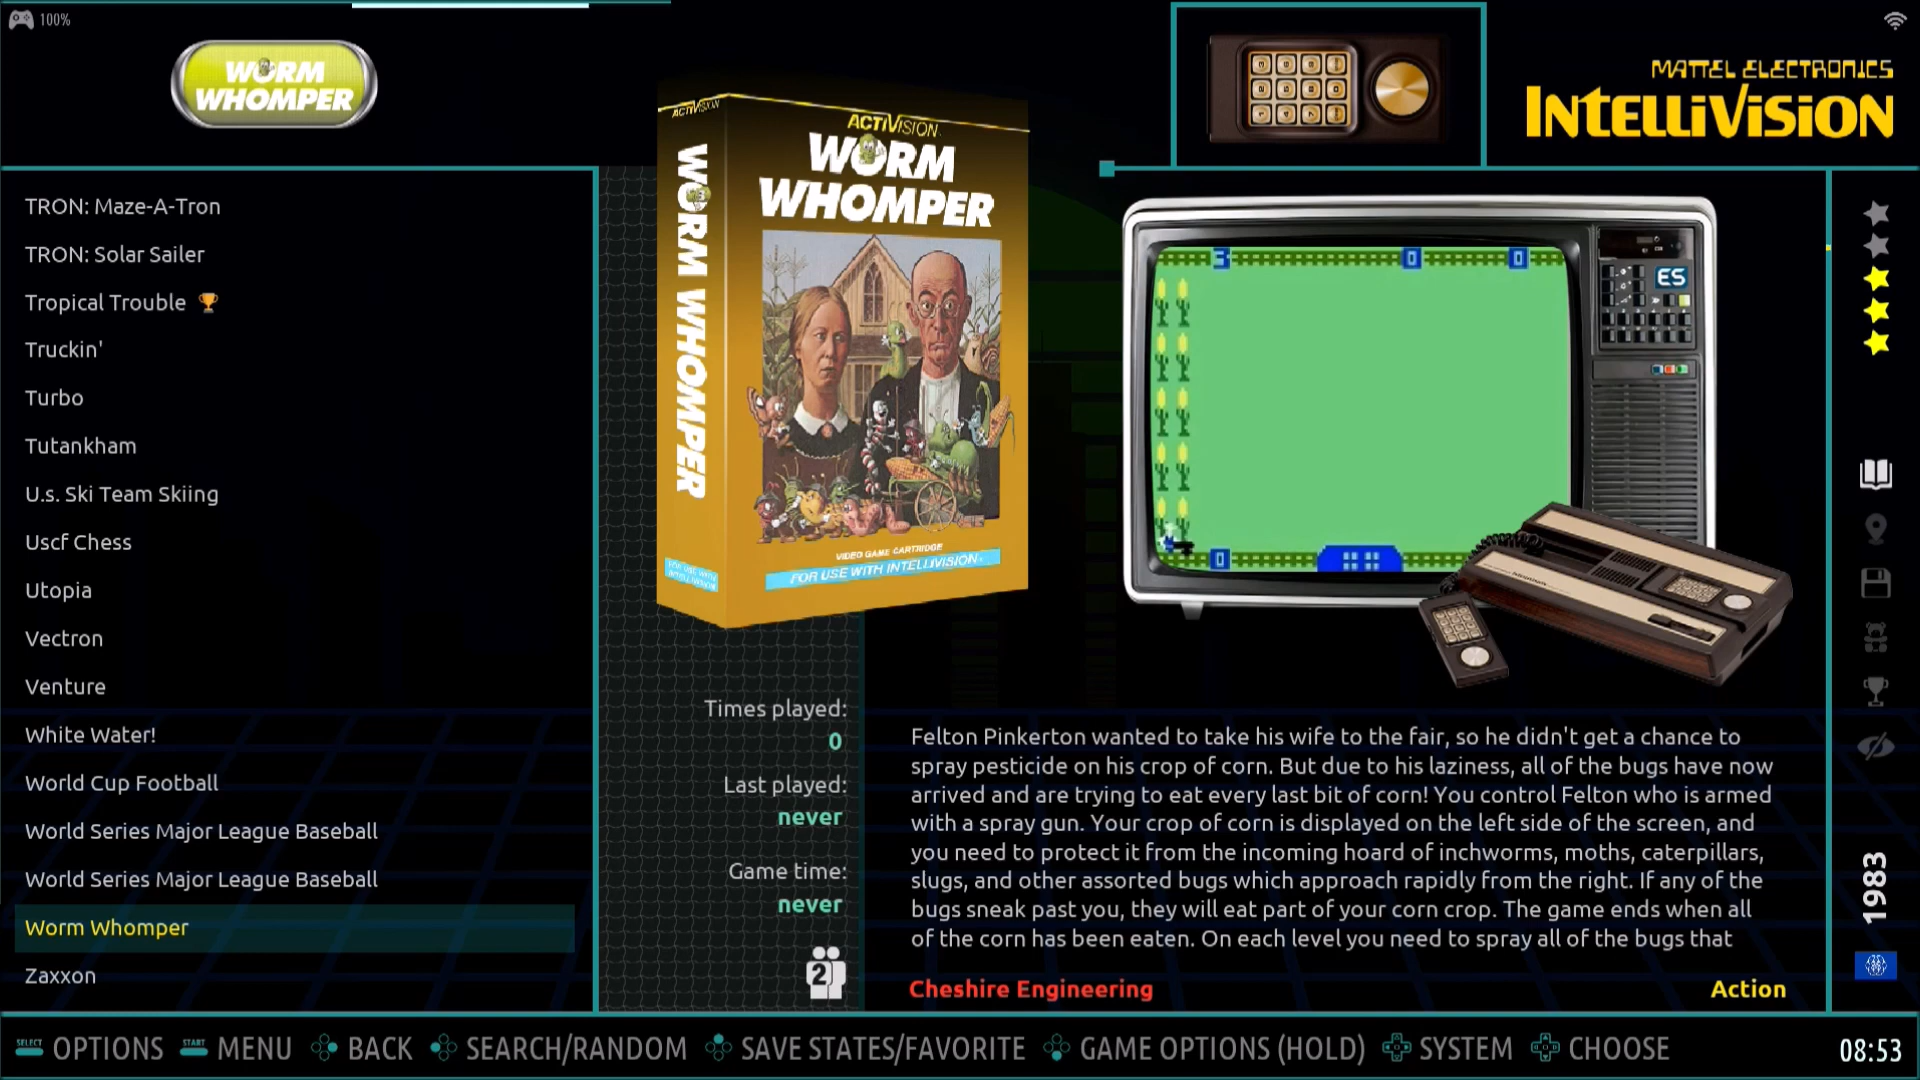 100%
WORM
WHOMPER
MATTEL ELECTRONICS
INTELLIVISION
TRON: Maze-A-Tron
TRON: Solar Sailer
Tropical Trouble
Truckin'
Turbo
Tutankham
U.s. Ski Team Skiing
Uscf Chess
Utopia
Vectron
Venture
White Water!
World Cup Football
World Series Major League Baseball
World Series Major League Baseball
Worm Whomper
Zaxxon
ACTIVISION
WORM WHOMPER
FOR USE WITH
INTELLIVISION
ACTIVISION
WORM
WHOMPER
VIDEO GAME CARTRIDGE
FOR USE WITH INTELLIVISION
3 0 0
0
ES
Times played:
0
Last played:
never
Game time:
never
2
Felton Pinkerton wanted to take his wife to the fair, so he didn't get a chance to
spray pesticide on his crop of corn. But due to his laziness, all of the bugs have now
arrived and are trying to eat every last bit of corn! You control Felton who is armed
with a spray gun. Your crop of corn is displayed on the left side of the screen, and
you need to protect it from the incoming hoard of inchworms, moths, caterpillars,
slugs, and other assorted bugs which approach rapidly from the right. If any of the
bugs sneak past you, they will eat part of your corn crop. The game ends when all
of the corn has been eaten. On each level you need to spray all of the bugs that
Cheshire Engineering
Action
1983
SELECT OPTIONS START MENU BACK SEARCH/RANDOM SAVE STATES/FAVORITE GAME OPTIONS (HOLD) SYSTEM CHOOSE 08:53